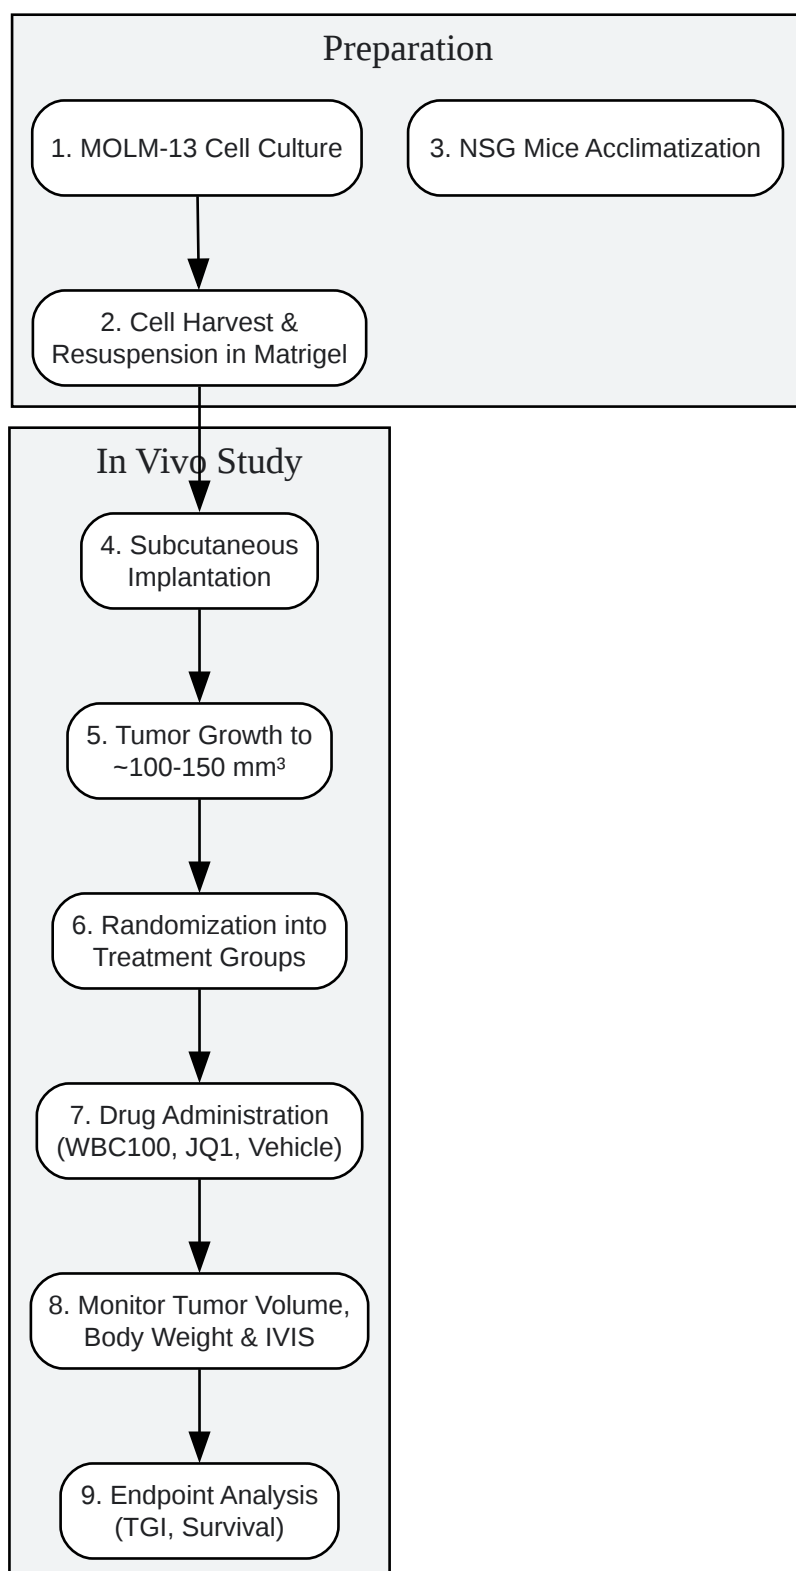 Preparation
1. MOLM-13 Cell Culture
3. NSG Mice Acclimatization
2. Cell Harvest &
Resuspension in Matrigel
In Vivo Study
4. Subcutaneous
Implantation
5. Tumor Growth to
~100-150 mm³
6. Randomization into
Treatment Groups
7. Drug Administration
(WBC100, JQ1, Vehicle)
8. Monitor Tumor Volume,
Body Weight & IVIS
9. Endpoint Analysis
(TGI, Survival)